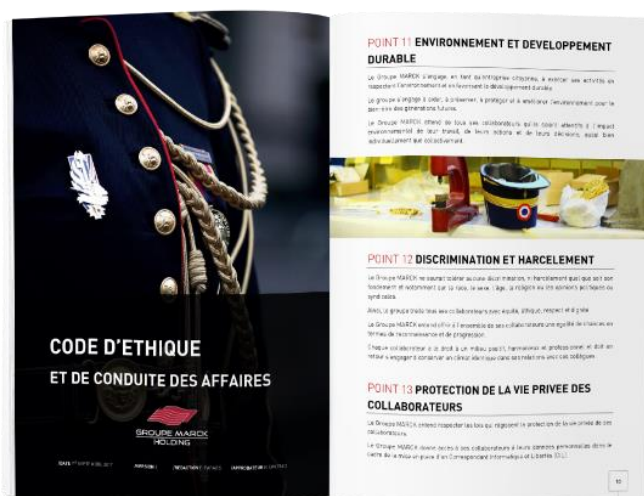 CODE D'ETHIQUE
ET DE CONDUITE DES AFFAIRES
GROUPE MARCK
HOLDING
POINT 11 ENVIRONNEMENT ET DEVELOPPEMENT
DURABLE
Le Groupe MARCK s'engage, en tant qu'entreprise citoyenne, à exercer ses activités en
respectant l'environnement et en favorisant le développement durable.
Le groupe s'engage à aider, à préserver, à protéger et à améliorer l'environnement pour le
bien-être des générations futures.
Le Groupe MARCK attend de tous ses collaborateurs qu'ils soient attentifs à l'impact
environnemental de leur travail, de leurs actions et de leurs décisions, aussi bien
individuellement que collectivement.
POINT 12 DISCRIMINATION ET HARCELEMENT
Le Groupe MARCK ne saurait tolérer aucune discrimination, ni harcèlement quel que soit son
fondement et notamment sur la race, le sexe, l'âge, la religion ou les opinions politiques ou
syndicales.
Ainsi, le groupe traite tous ses collaborateurs avec équité, éthique, respect et dignité.
Le Groupe MARCK entend offrir à l'ensemble de ses collaborateurs une égalité de chances en
termes de reconnaissance et de progression.
Chaque collaborateur a le droit à un milieu positif, harmonieux et professionnel et doit en
retour s'engager à conserver un climat identique dans ses relations avec ses collègues.
POINT 13 PROTECTION DE LA VIE PRIVEE DES
COLLABORATEURS
Le Groupe MARCK entend respecter les lois qui régissent la protection de la vie privée de ses
collaborateurs.
Le Groupe MARCK donne accès à ses collaborateurs à leurs données personnelles dans le
cadre de la mise en place d'un Correspondant Informatique et Libertés (CIL).